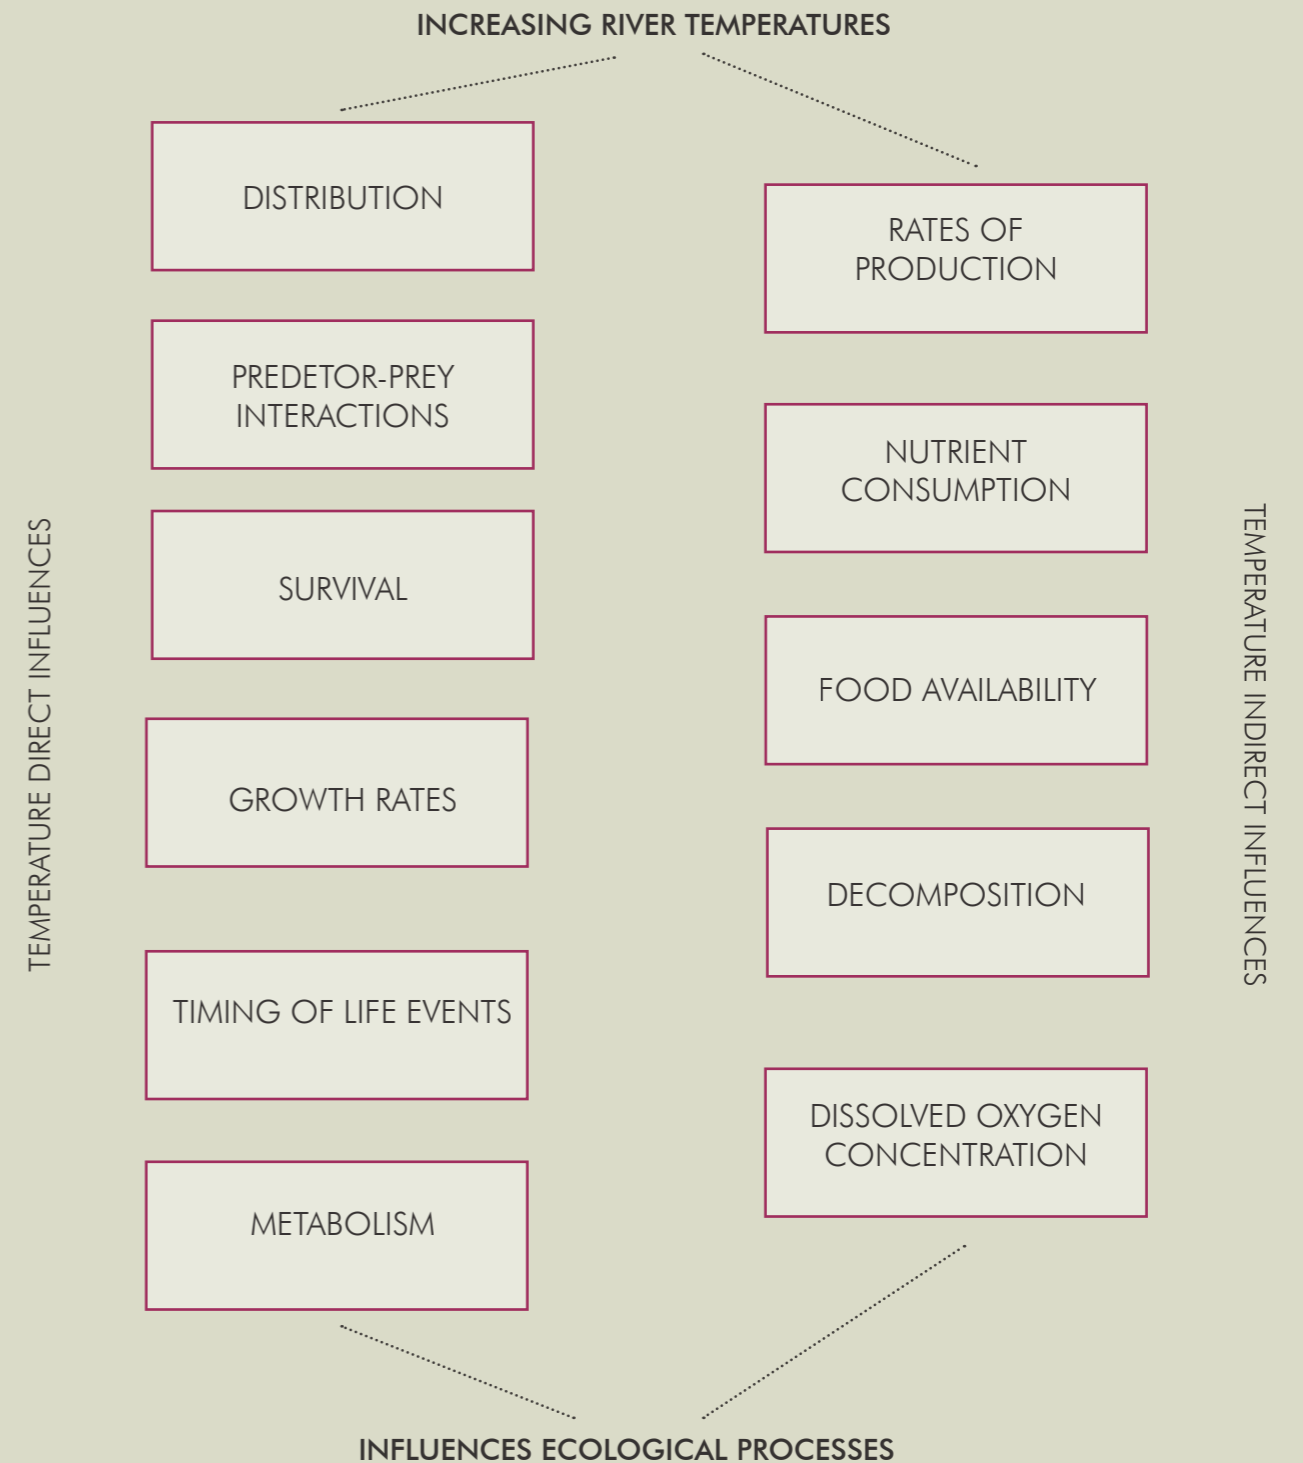 INCREASING RIVER TEMPERATURES
TEMPERATURE DIRECT INFLUENCES
DISTRIBUTION
PREDETOR-PREY
INTERACTIONS
SURVIVAL
GROWTH RATES
TIMING OF LIFE EVENTS
METABOLISM
RATES OF
PRODUCTION
NUTRIENT
CONSUMPTION
FOOD AVAILABILITY
DECOMPOSITION
DISSOLVED OXYGEN
CONCENTRATION
TEMPERATURE INDIRECT INFLUENCES
INFLUENCES ECOLOGICAL PROCESSES